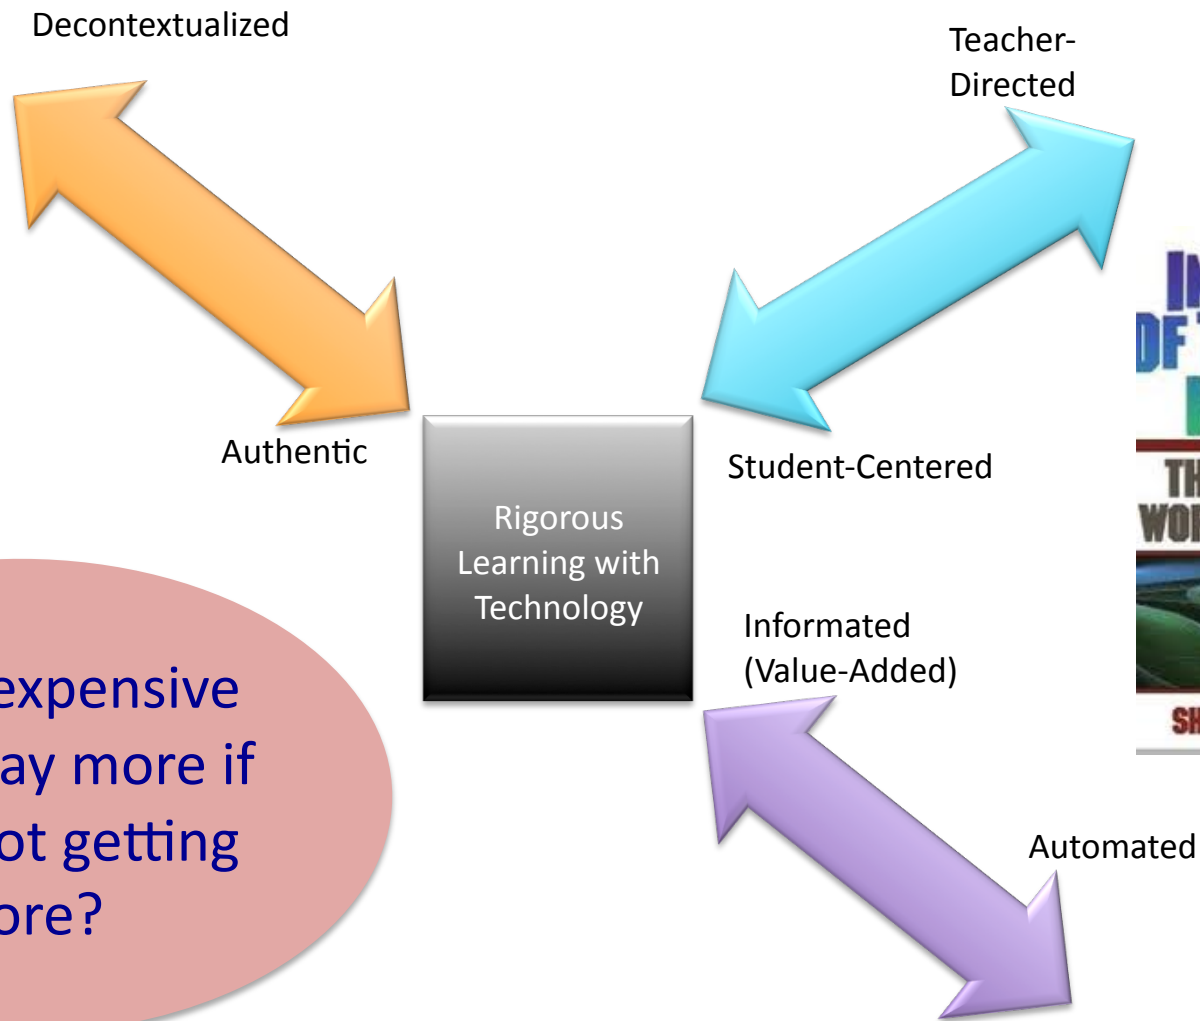 Decontextualized
Teacher-
Directed
Authentic
Student-Centered
Rigorous
Learning with
Technology
Informated
(Value-Added)
expensive
ay more if
ot getting
ore?
Automated
OF